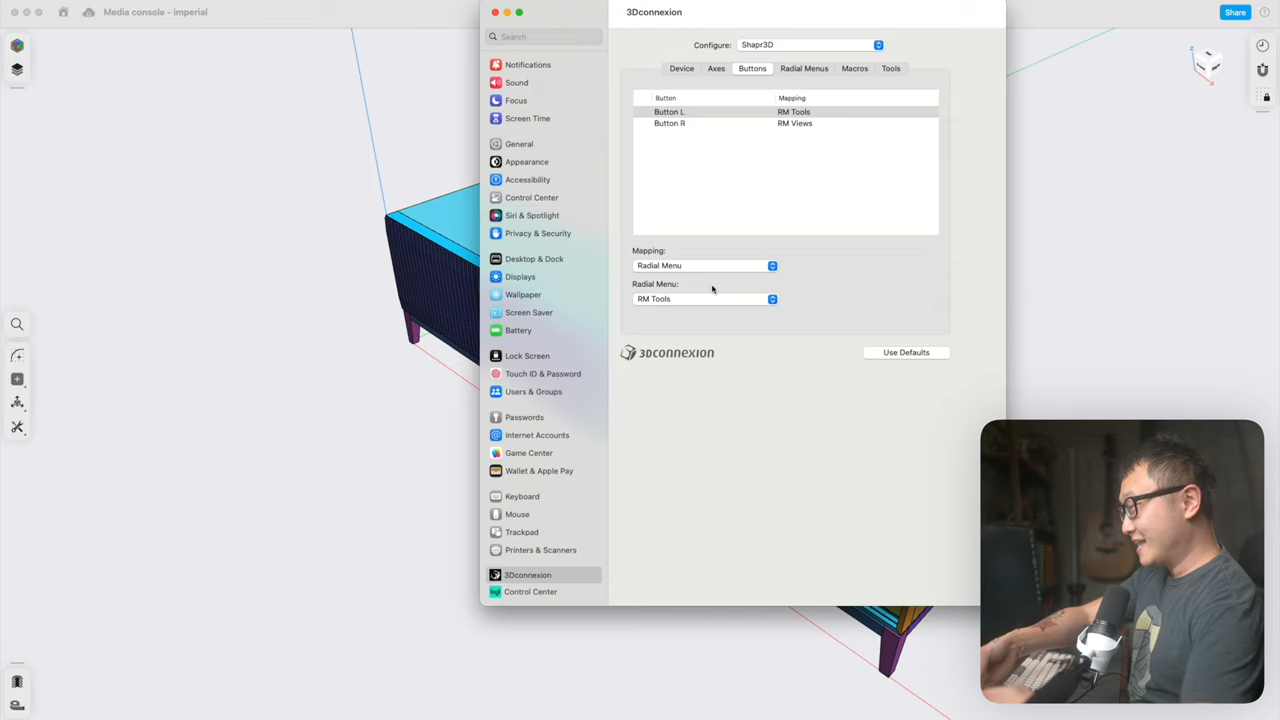 Media console - imperial
3Dconnexion
Share
Search
Configure:
Shapr3D
Device
Axes
Buttons
Radial Menus
Macros
Tools
Button
Mapping
Button L
RM Tools
Button R
RM Views
Mapping:
Radial Menu
Radial Menu:
RM Tools
3Dconnexion
Use Defaults
Notifications
Sound
Focus
Screen Time
General
Appearance
Accessibility
Control Center
Siri & Spotlight
Privacy & Security
Desktop & Dock
Displays
Wallpaper
Screen Saver
Battery
Lock Screen
Touch ID & Password
Users & Groups
Passwords
Internet Accounts
Game Center
Wallet & Apple Pay
Keyboard
Mouse
Trackpad
Printers & Scanners
3Dconnexion
Control Center